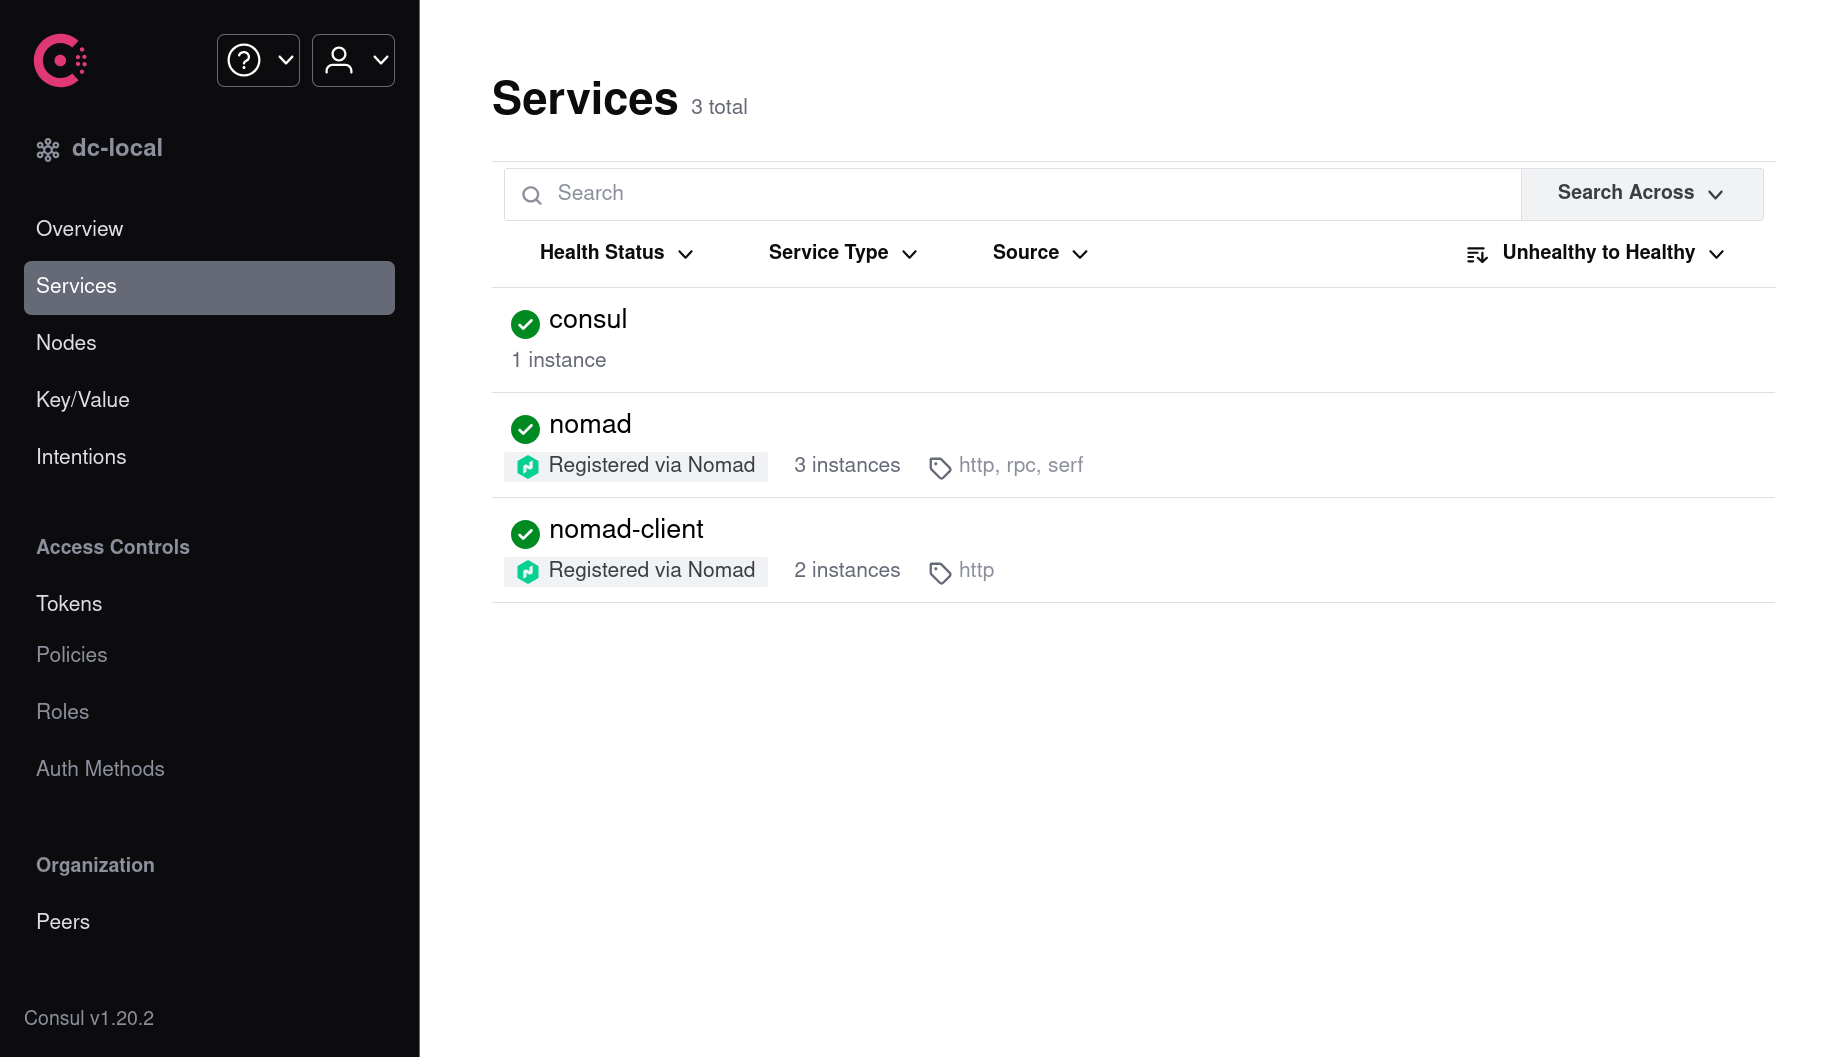 dc-local
Overview
Services
Nodes
Key/Value
Intentions
Access Controls
Tokens
Policies
Roles
Auth Methods
Organization
Peers
Consul v1.20.2
Services 3 total
Search
Search Across
Health Status
Service Type
Source
Unhealthy to Healthy
consul
1 instance
nomad
Registered via Nomad 3 instances http, rpc, serf
nomad-client
Registered via Nomad 2 instances http